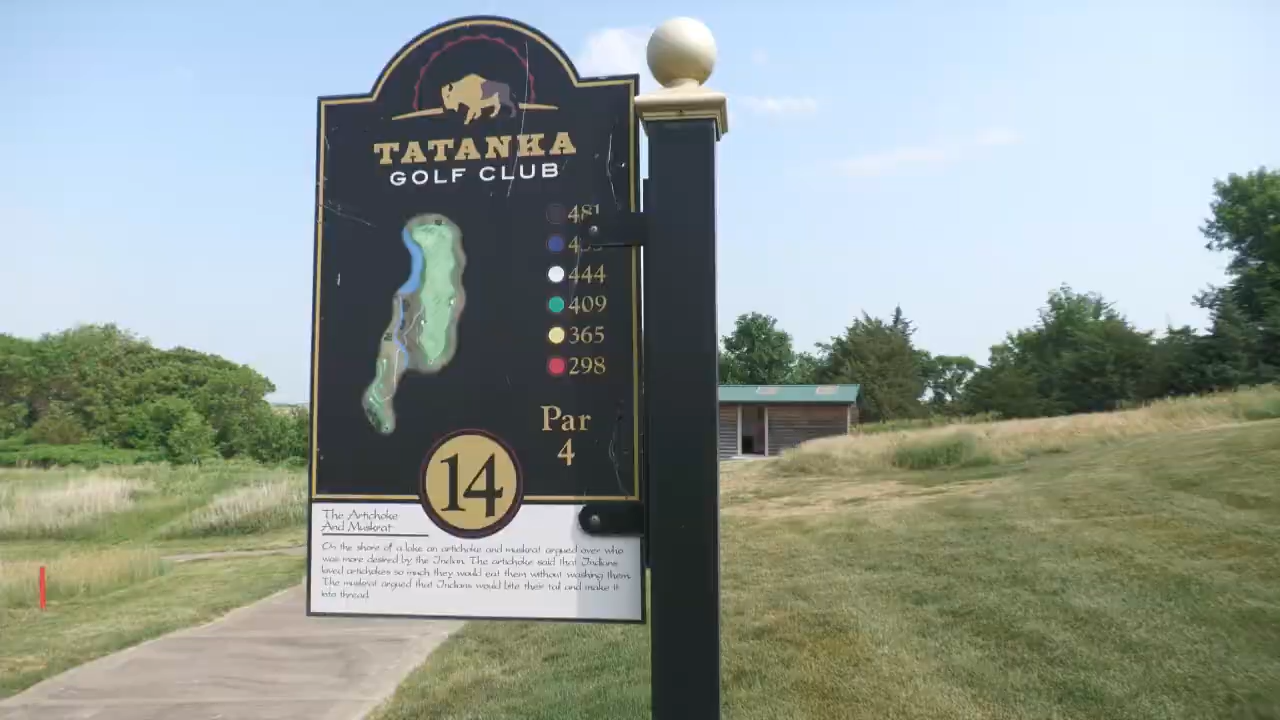 TATANKA
GOLF CLUB
481
444
409
365
298
Par
4
14
The Artichoke
And Muskrat
On the shore of a lake an artichoke and muskrat argued over who
was more desired by the Indian. The artichoke said that Indians
loved artichokes so much they would eat them without washing them.
The muskrat argued that Indians would bite their tail and make it
into thread.